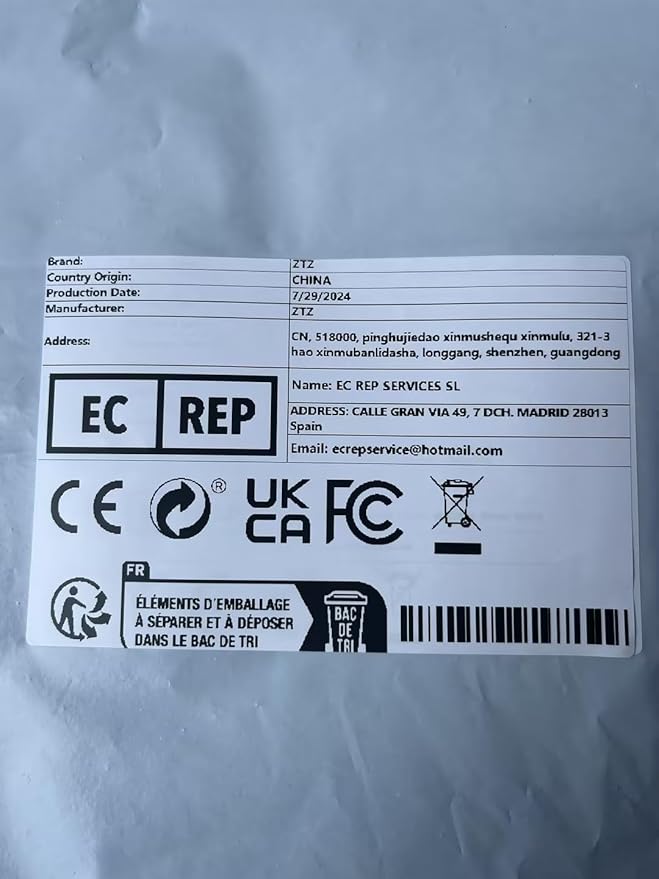 Brand: ZTZ
Country Origin: CHINA
Production Date: 7/29/2024
Manufacturer: ZTZ
Address: CN, 518000, pinghujiedao xinmushequ xinmulu, 321-3
hao xinmubanlidasha, longgang, shenzhen, guangdong
EC REP
Name: EC REP SERVICES SL
ADDRESS: CALLE GRAN VIA 49, 7 DCH. MADRID 28013
Spain
Email: ecrepservice@hotmail.com
CE ® UK CA FC
FR
ÉLÉMENTS D'EMBALLAGE
À SÉPARER ET À DÉPOSER
DANS LE BAC DE TRI
BAC
DE
TRI